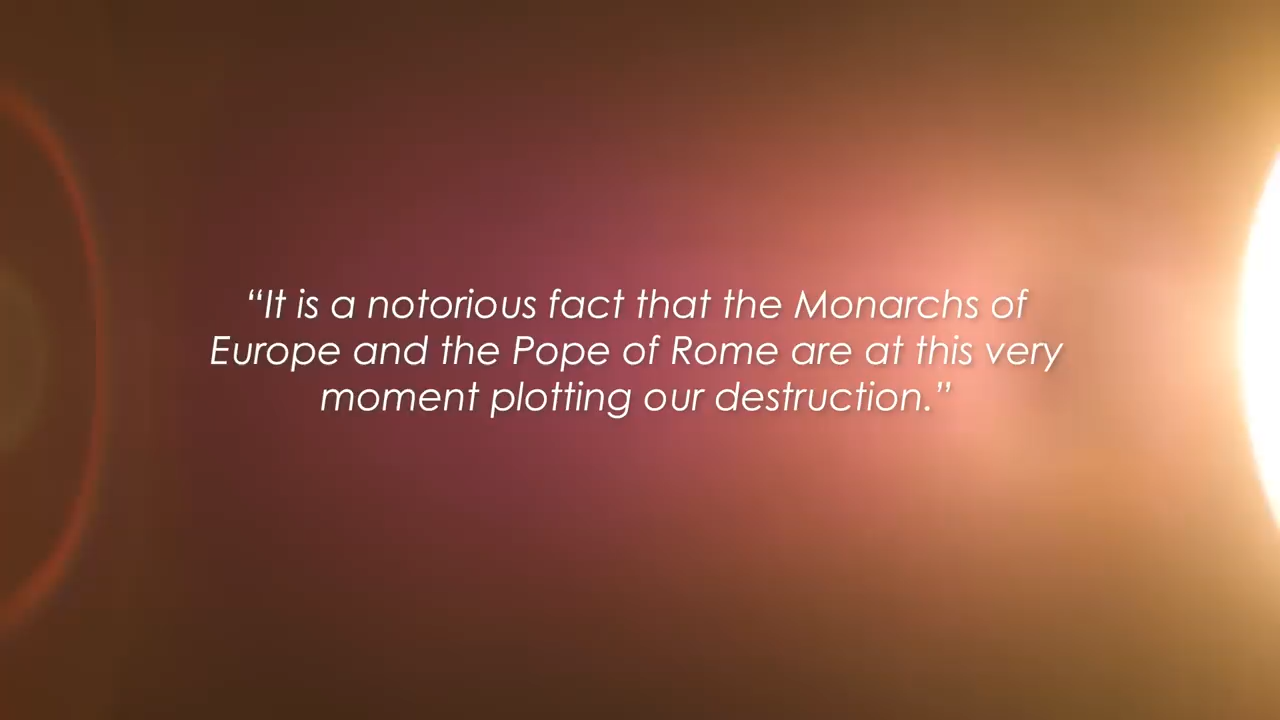 “It is a notorious fact that the Monarchs of
Europe and the Pope of Rome are at this very
moment plotting our destruction.”